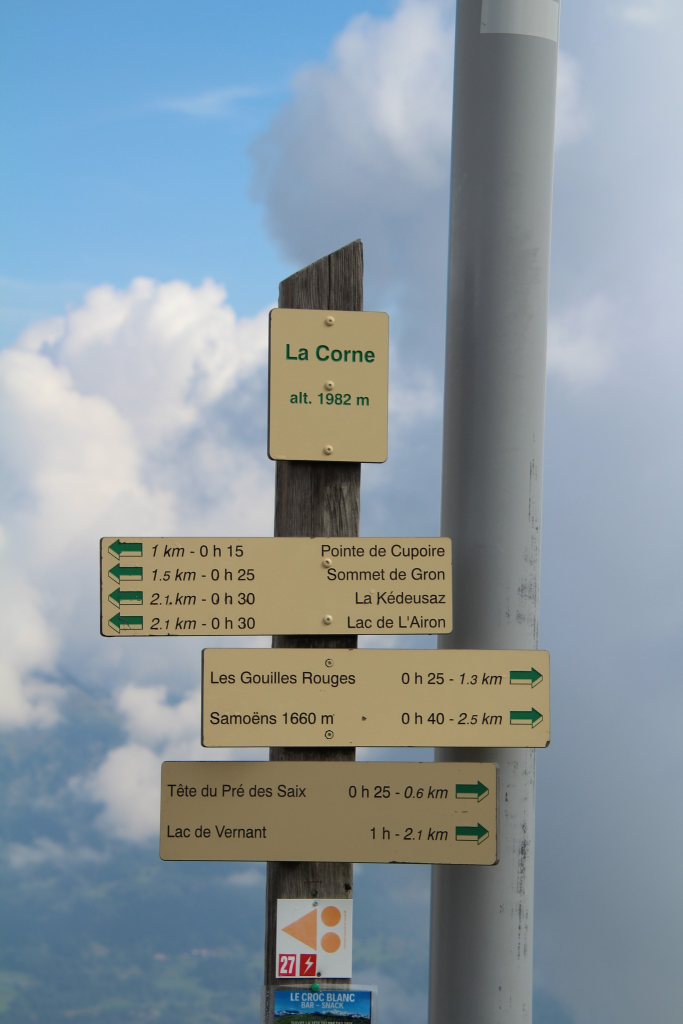 La Corne
alt. 1982 m
1 km - 0 h 15 Pointe de Cupoire
1.5 km - 0 h 25 Sommet de Gron
2.1 km - 0 h 30 La Kédeusaz
2.1 km - 0 h 30 Lac de L'Airon
Les Gouilles Rouges 0 h 25 - 1.3 km
Samoëns 1660 m 0 h 40 - 2.5 km
Tête du Pré des Saix 0 h 25 - 0.6 km
Lac de Vernant 1 h - 2.1 km
27
LE CROC BLANC
BAR - SNACK